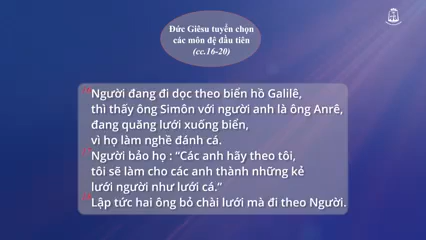 Đức Giêsu tuyển chọn
các môn đệ đầu tiên
(cc.16-20)
Người đang đi dọc theo biển hồ Galilê,
thì thấy ông Simôn với người anh là ông Anrê,
đang quăng lưới xuống biển,
vì họ làm nghề đánh cá.
Người bảo họ : “Các anh hãy theo tôi,
tôi sẽ làm cho các anh thành những kẻ
lưới người như lưới cá.”
Lập tức hai ông bỏ chài lưới mà đi theo Người.